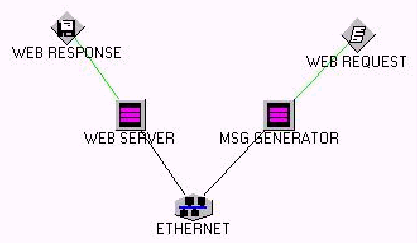 WEB RESPONSE
WEB REQUEST
WEB SERVER
MSG GENERATOR
ETHERNET